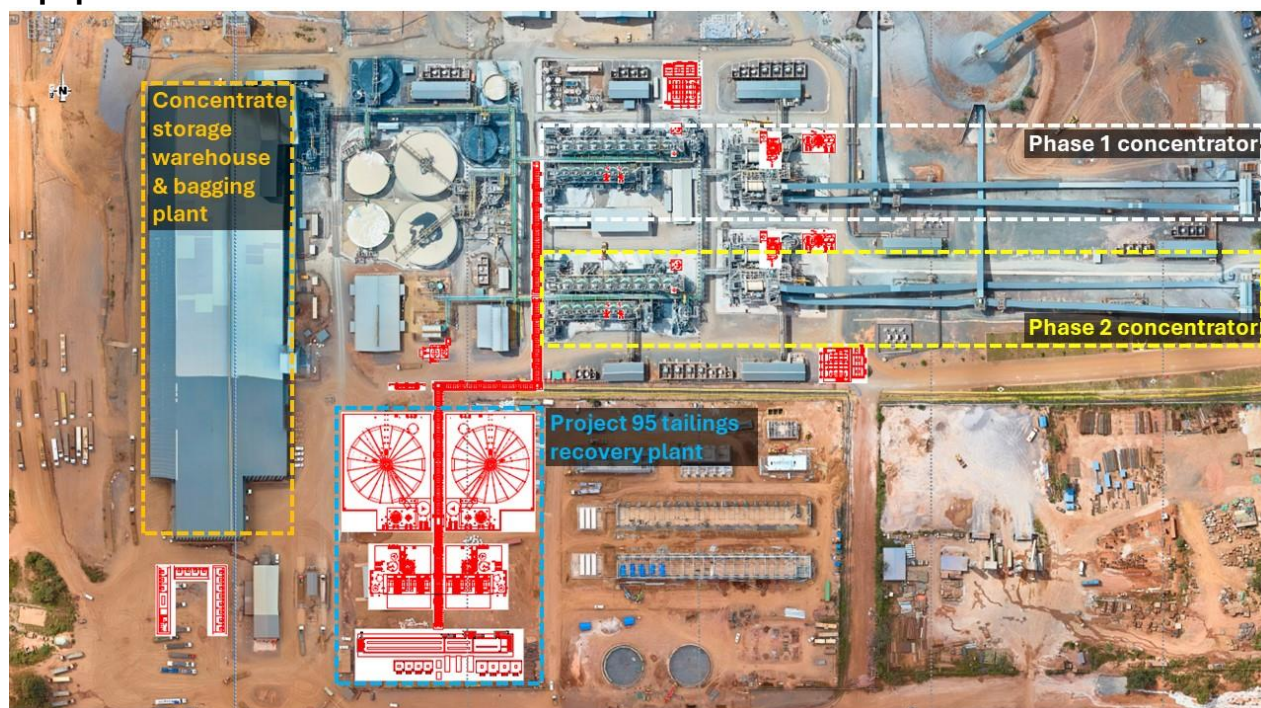 N
Concentrate
storage
warehouse
& bagging
plant
Phase 1 concentrator
Phase 2 concentrator
Project 95 tailings
recovery plant